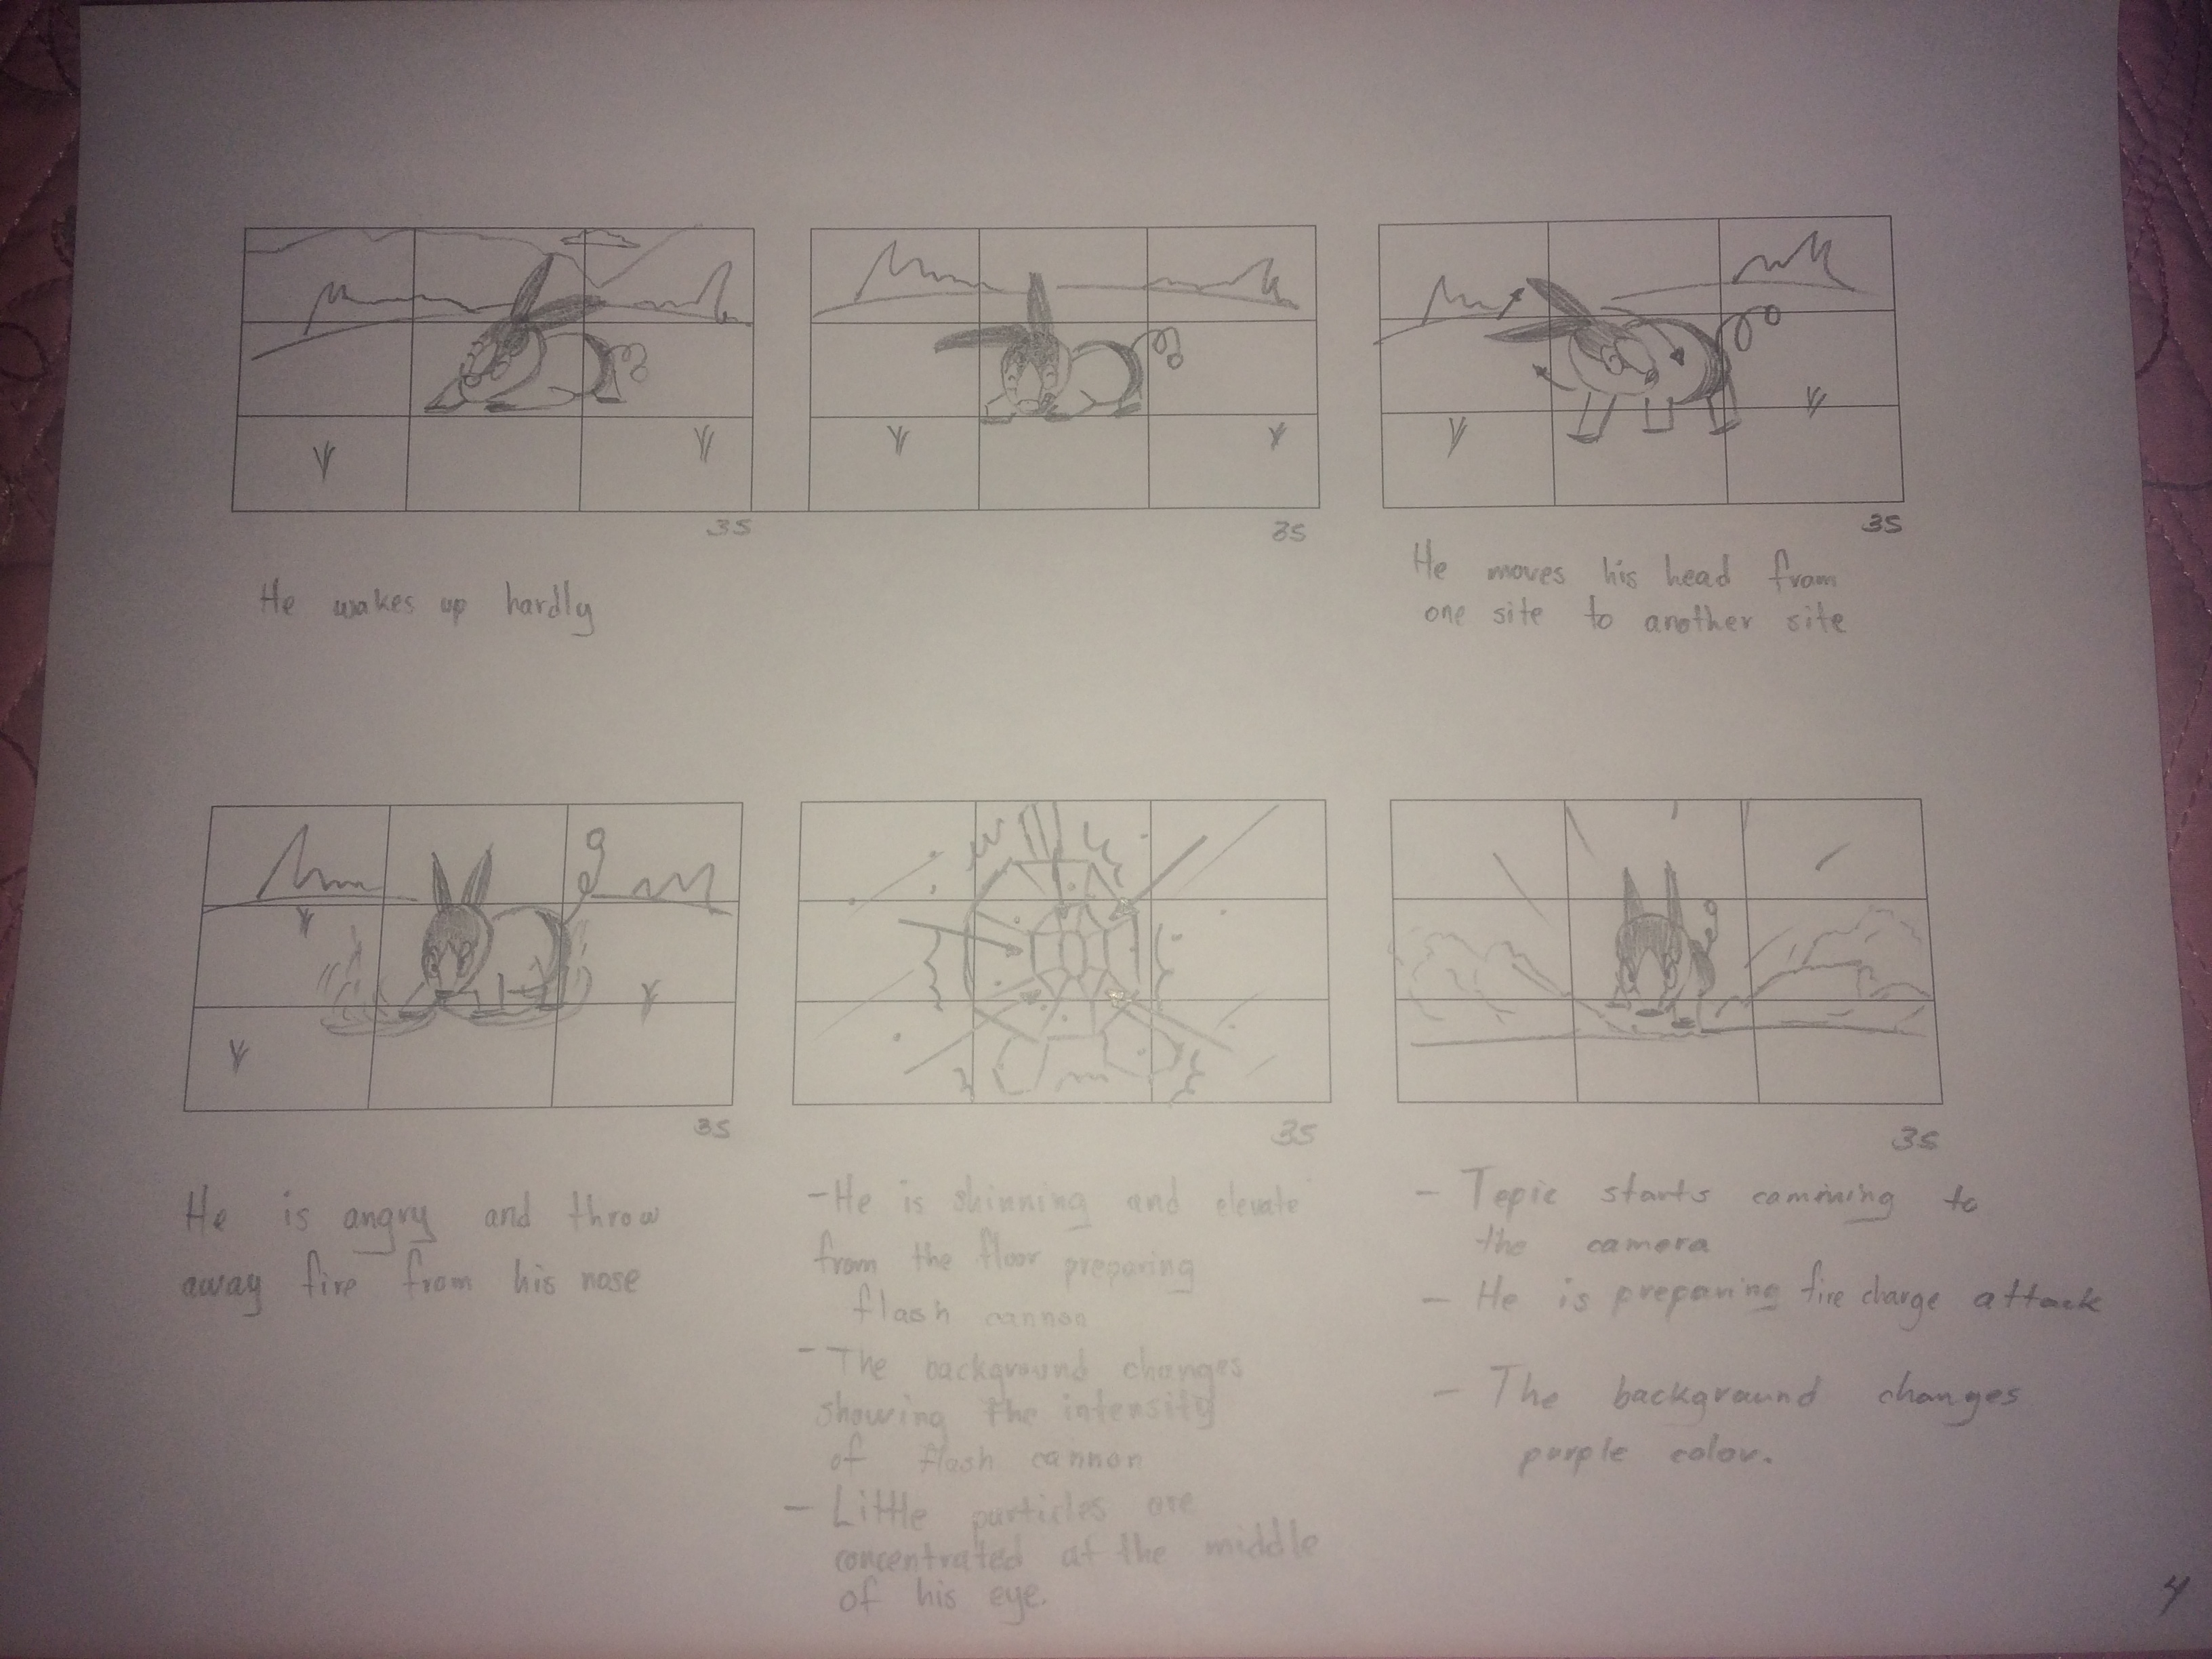 3S
3S
3S
He wakes up hardly
He moves his head from
one site to another site
3S
3S
3S
He is angry and throw
away fire from his nose
- He is shinning and elevate
from the floor preparing
flash cannon
- The background changes
showing the intensity
of flash cannon
- Little particles are
concentrated at the middle
of his eye.
- Tepic starts comining to
the camera
- He is preparing fire charge attack
- The background changes
purple color.
4